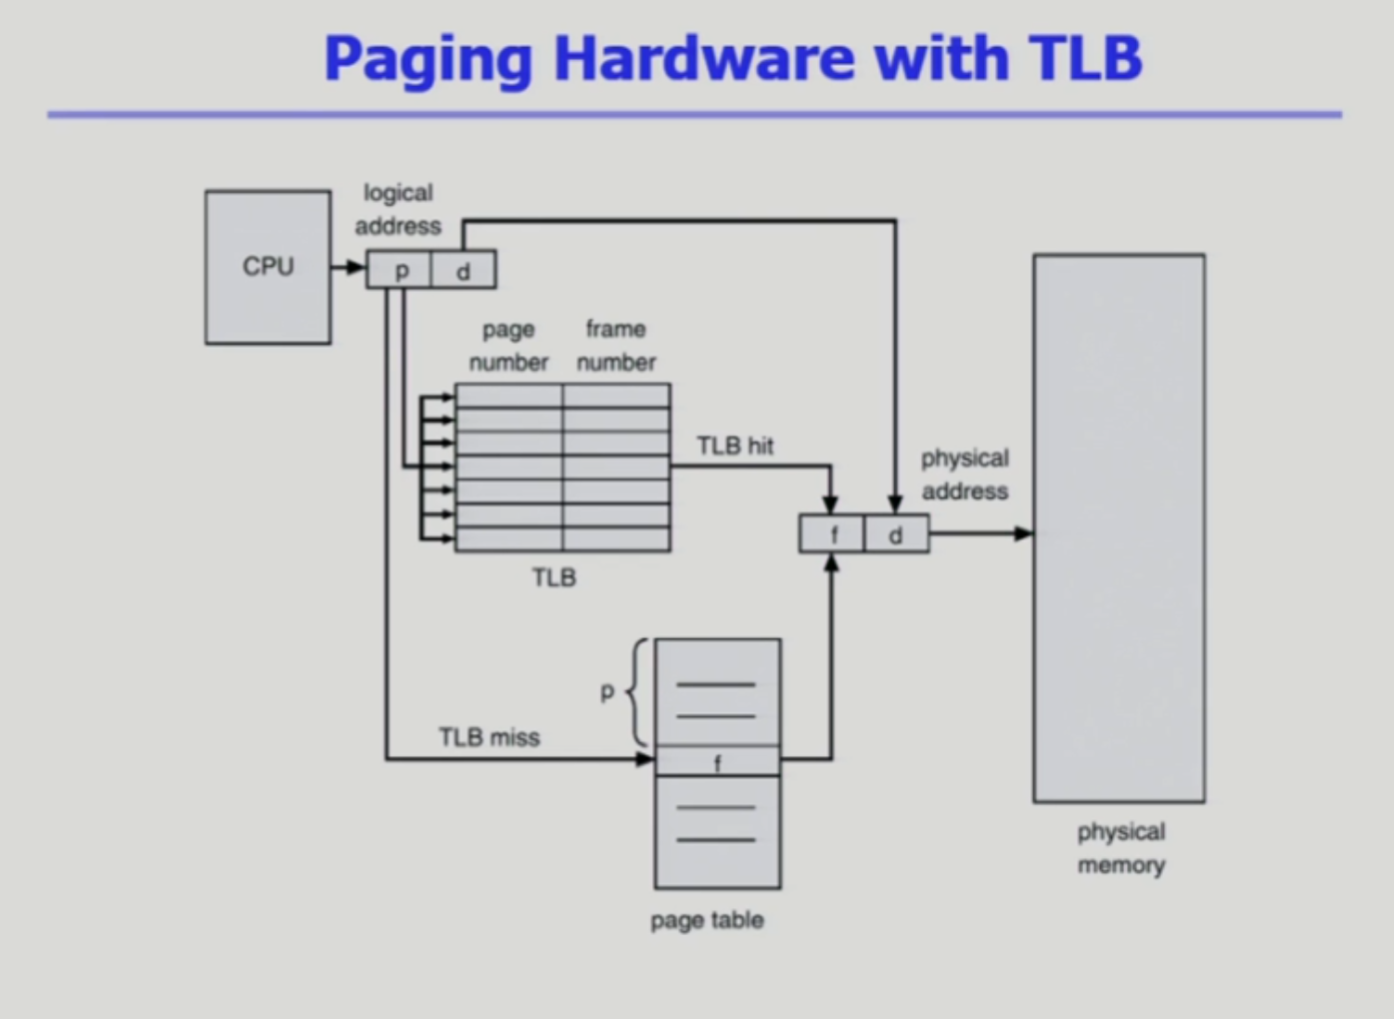 Paging Hardware with TLB
logical
address
CPU
p
d
page
number
frame
number
TLB hit
physical
address
f
d
TLB
p
TLB miss
f
physical
memory
page table